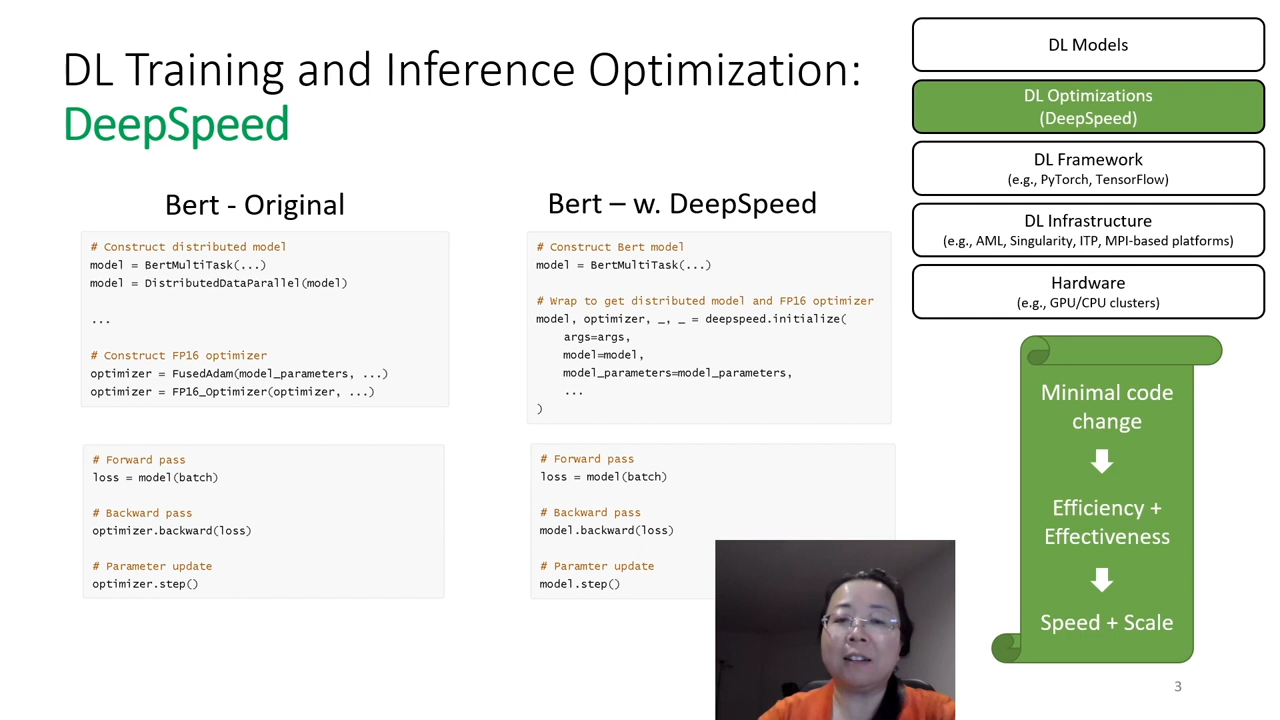 DL Training and Inference Optimization:
DeepSpeed
Bert - Original
# Construct distributed model
model = BertMultiTask(...)
model = DistributedDataParallel(model)
...
# Construct FP16 optimizer
optimizer = FusedAdam(model_parameters, ...)
optimizer = FP16_Optimizer(optimizer, ...)
# Forward pass
loss = model(batch)
# Backward pass
optimizer.backward(loss)
# Parameter update
optimizer.step()
Bert – w. DeepSpeed
# Construct Bert model
model = BertMultiTask(...)
# Wrap to get distributed model and FP16 optimizer
model, optimizer, _, _ = deepspeed.initialize(
args=args,
model=model,
model_parameters=model_parameters,
...
)
# Forward pass
loss = model(batch)
# Backward pass
model.backward(loss)
# Paramter update
model.step()
DL Models
DL Optimizations
(DeepSpeed)
DL Framework
(e.g., PyTorch, TensorFlow)
DL Infrastructure
(e.g., AML, Singularity, ITP, MPI-based platforms)
Hardware
(e.g., GPU/CPU clusters)
Minimal code
change
Efficiency +
Effectiveness
Speed + Scale
3